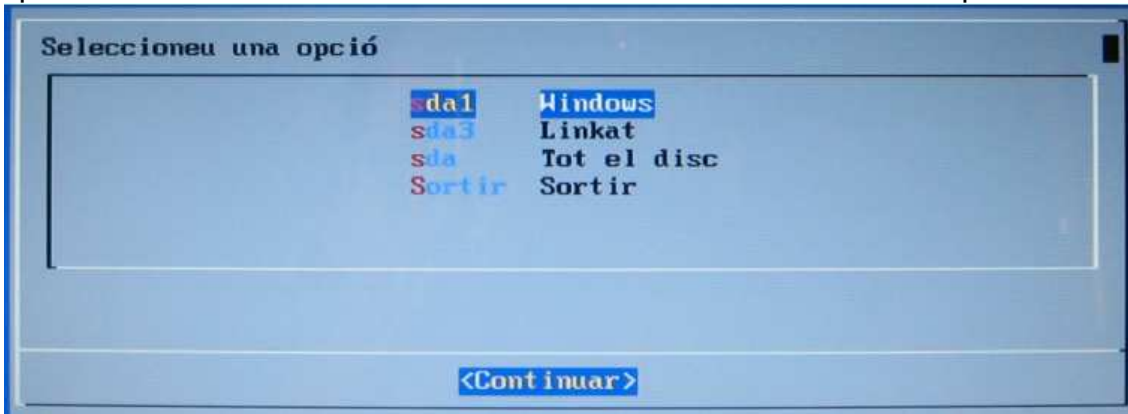 Seleccioneu una opció
sda1 Windows
sda3 Linkat
sda Tot el disc
Sortir Sortir
<Continuar>